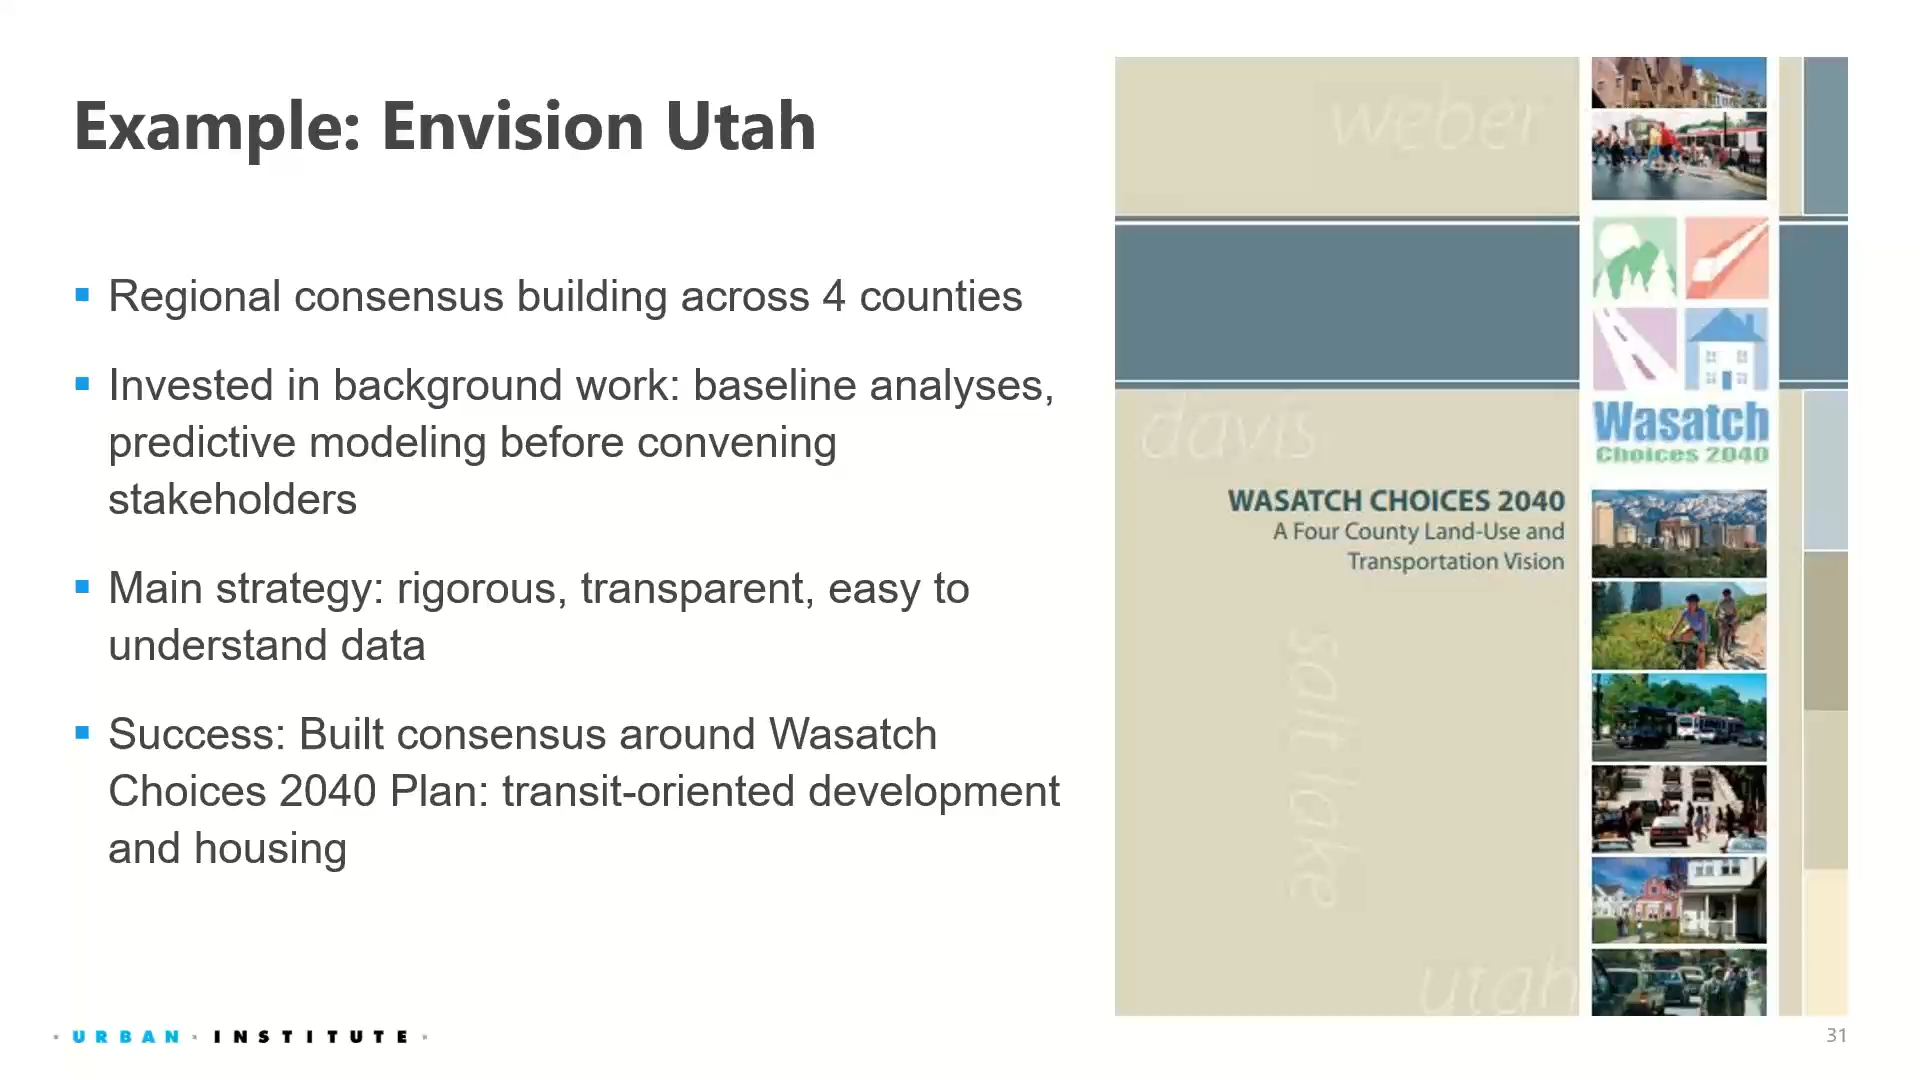 Example: Envision Utah
▪ Regional consensus building across 4 counties
▪ Invested in background work: baseline analyses,
predictive modeling before convening
stakeholders
▪ Main strategy: rigorous, transparent, easy to
understand data
▪ Success: Built consensus around Wasatch
Choices 2040 Plan: transit-oriented development
and housing
weber
davis
Wasatch
Choices 2040
WASATCH CHOICES 2040
A Four County Land-Use and
Transportation Vision
salt lake
utah
URBAN · INSTITUTE
31